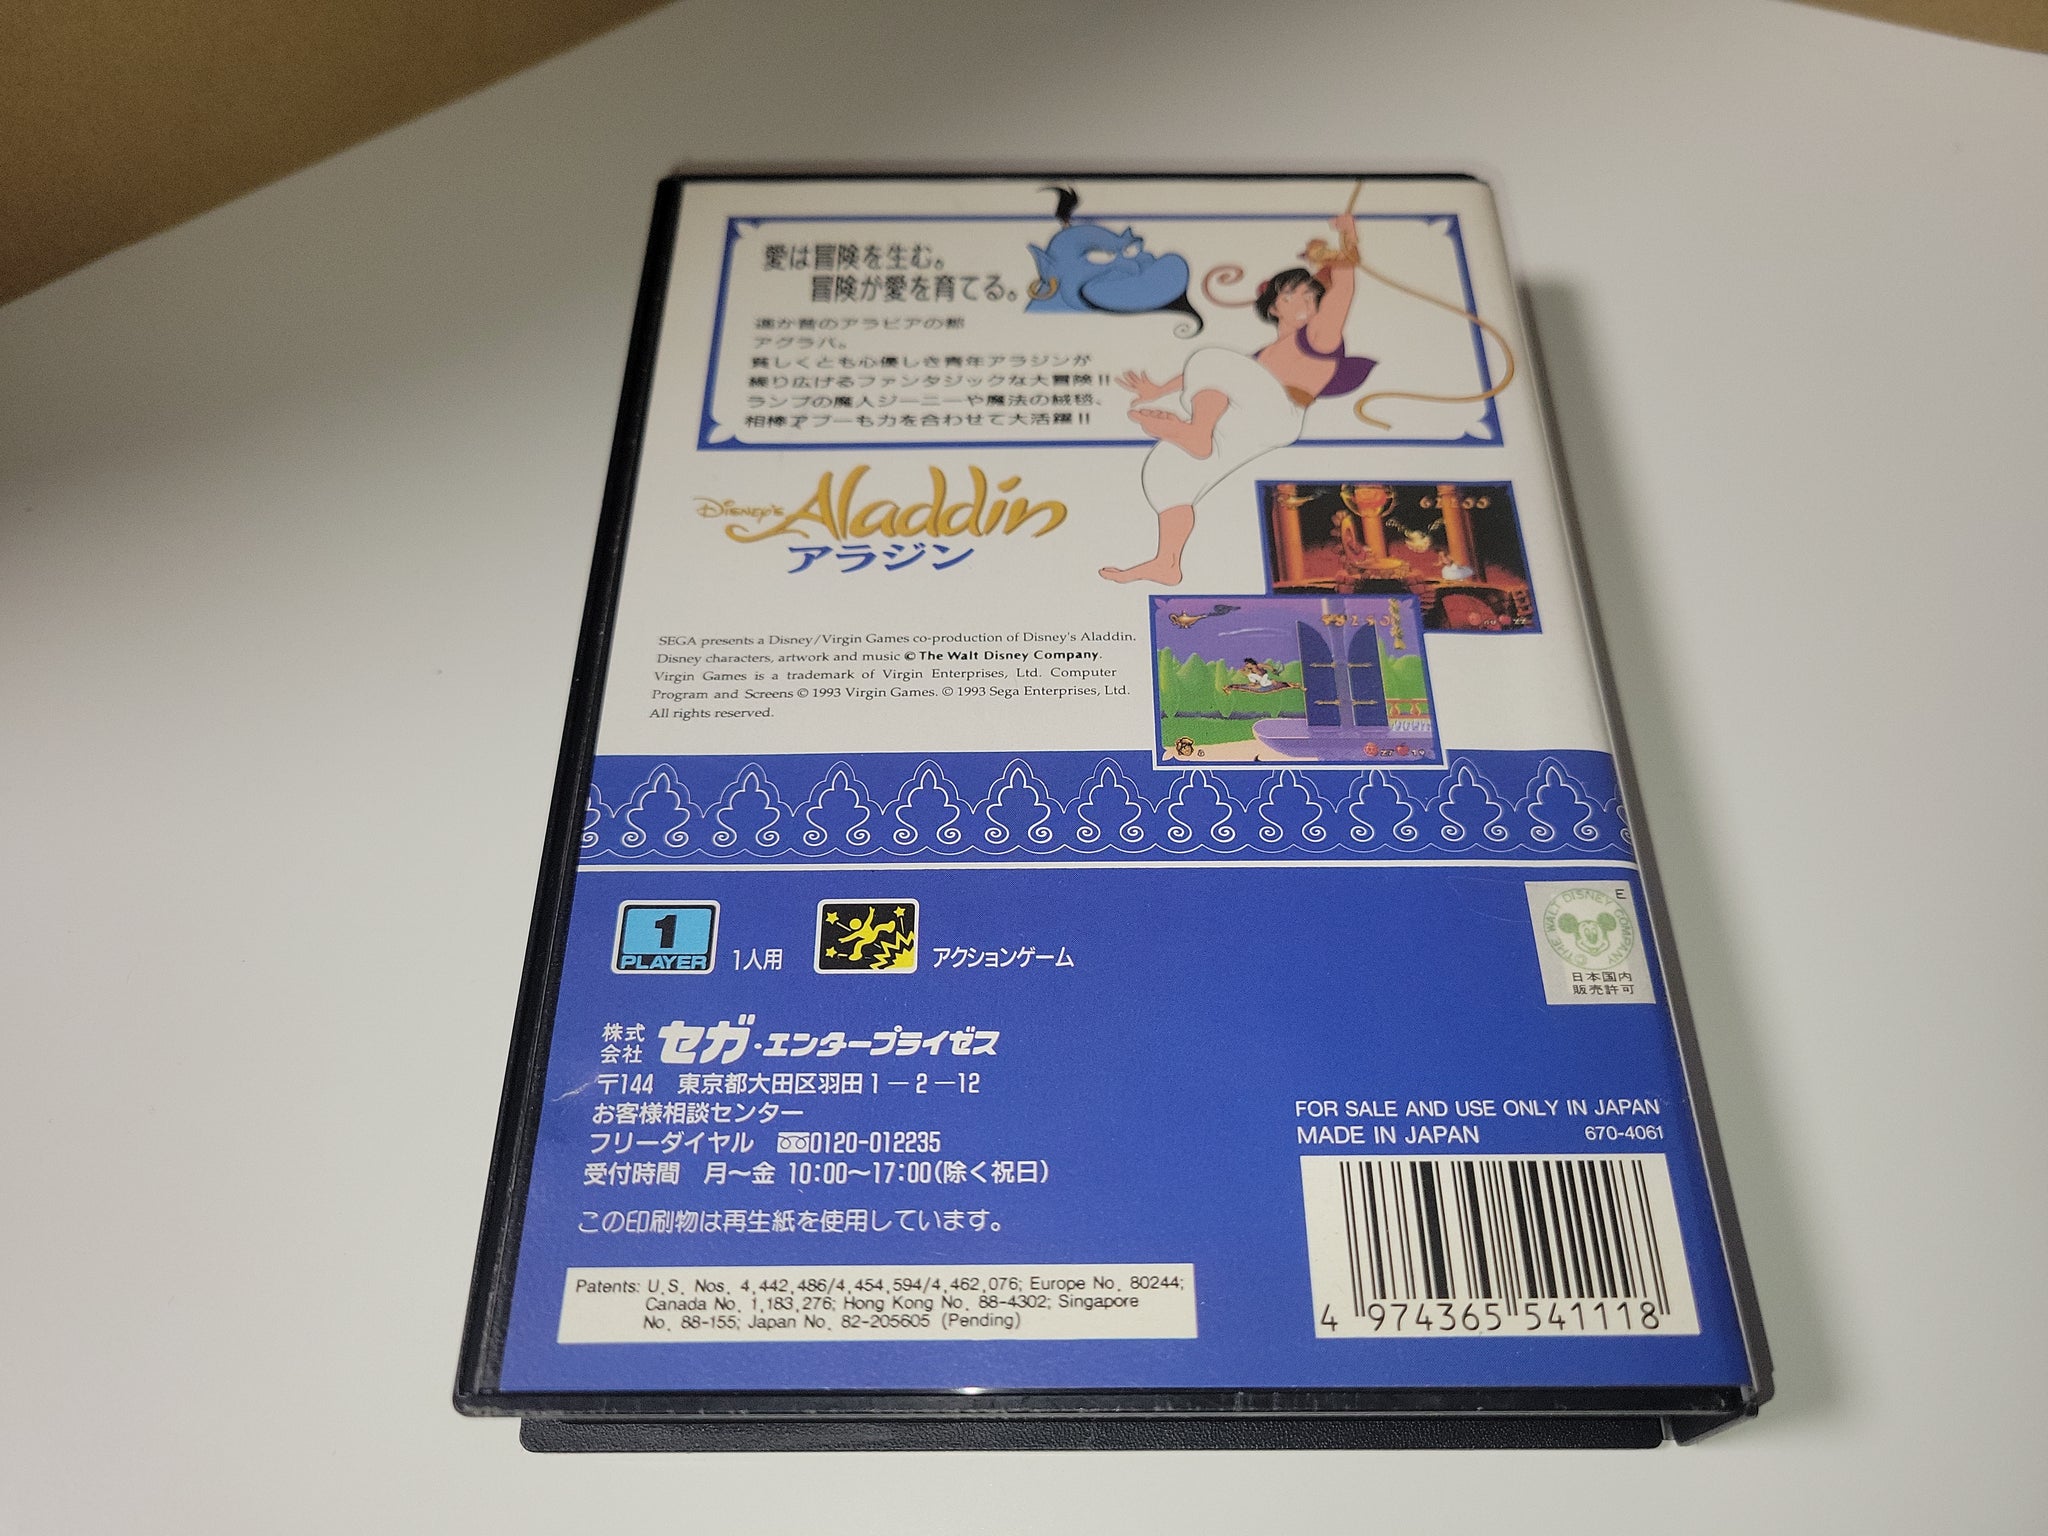 愛は冒険を生む。
冒険が愛を育てる。
遥か昔のアラビアの都
アグラバ。
貧しくとも心優しき青年アラジンが
繰り広げるファンタジックな大冒険!!
ランプの魔人ジーニーや魔法の絨毯、
相棒アブーも力を合わせて大活躍!!
Disney's Aladdin
アラジン
SEGA presents a Disney/Virgin Games co-production of Disney's Aladdin.
Disney characters, artwork and music © The Walt Disney Company.
Virgin Games is a trademark of Virgin Enterprises, Ltd. Computer
Program and Screens © 1993 Virgin Games. © 1993 Sega Enterprises, Ltd.
All rights reserved.
1
PLAYER
1人用
アクションゲーム
E
© THE WALT DISNEY COMPANY
日本国内
販売許可
株式
会社
セガ・エンタープライゼス
〒144 東京都大田区羽田1－2－12
お客様相談センター
フリーダイヤル 0120-012235
受付時間 月～金 10:00～17:00(除く祝日)
この印刷物は再生紙を使用しています。
FOR SALE AND USE ONLY IN JAPAN
MADE IN JAPAN 670-4061
Patents: U.S. Nos. 4,442,486/4,454,594/4,462,076; Europe No. 80244;
Canada No. 1,183,276; Hong Kong No. 88-4302; Singapore
No. 88-155; Japan No. 82-205605 (Pending)
4 974365 541118